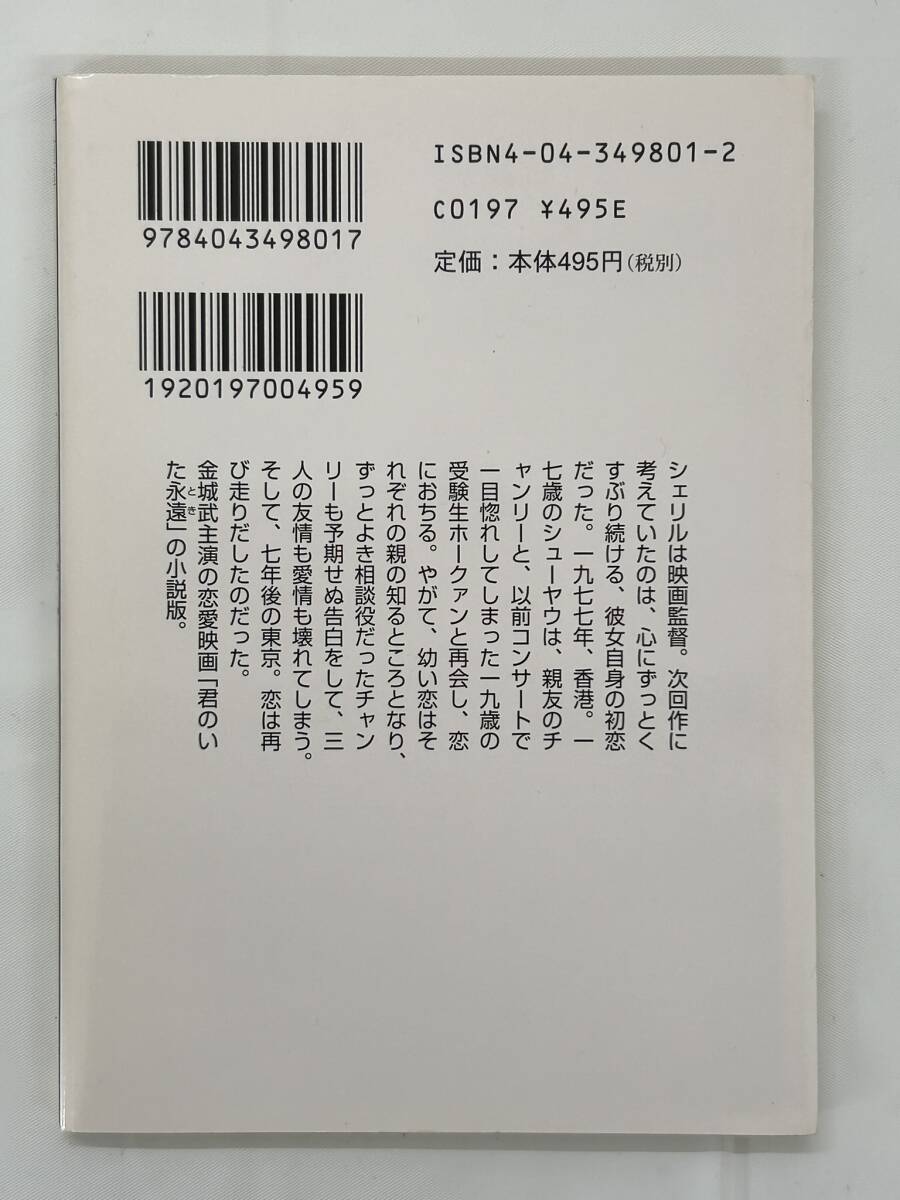 ISBN4-04-349801-2
C0197 ¥495E
定価：本体495円(税別)
9784043498017
1920197004959
シェリルは映画監督。次回作に
考えていたのは、心にずっとく
すぶり続ける、彼女自身の初恋
だった。一九七七年、香港。一
七歳のシューヤウは、親友のチ
ャンリーと、以前コンサートで
一目惚れしてしまった一九歳の
受験生ホークァンと再会し、恋
におちる。やがて、幼い恋はそ
れぞれの親の知るところとなり、
ずっとよき相談役だったチャン
リーも予期せぬ告白をして、三
人の友情も愛情も壊れてしまう。
そして、七年後の東京。恋は再
び走りだしたのだった。
金城武主演の恋愛映画「君のい
た永遠」の小説版。
とき